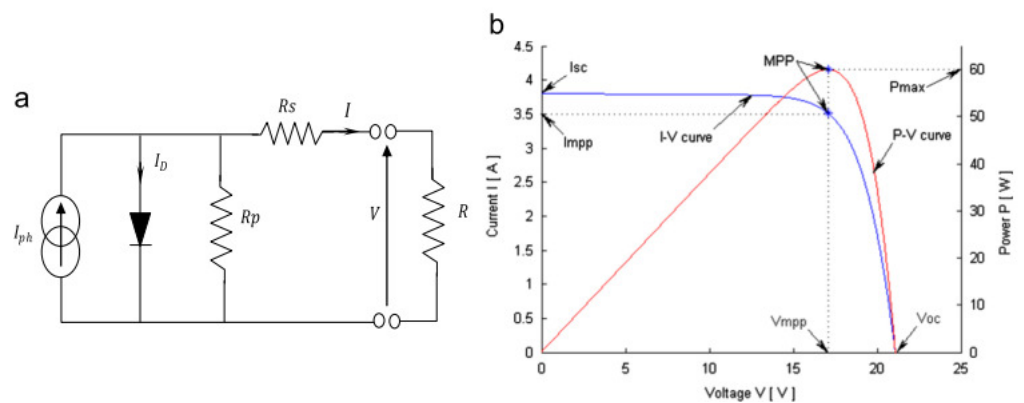 a
Rs
I
I_D
I_ph
Rp
V
R
b
4.5
4
3.5
3
2.5
2
1.5
1
0.5
0
Current I [ A ]
Isc
Impp
MPP
I-V curve
P-V curve
Pmax
Vmpp
Voc
60
50
40
30
20
10
0
Power P [ W ]
0 5 10 15 20 25
Voltage V [ V ]